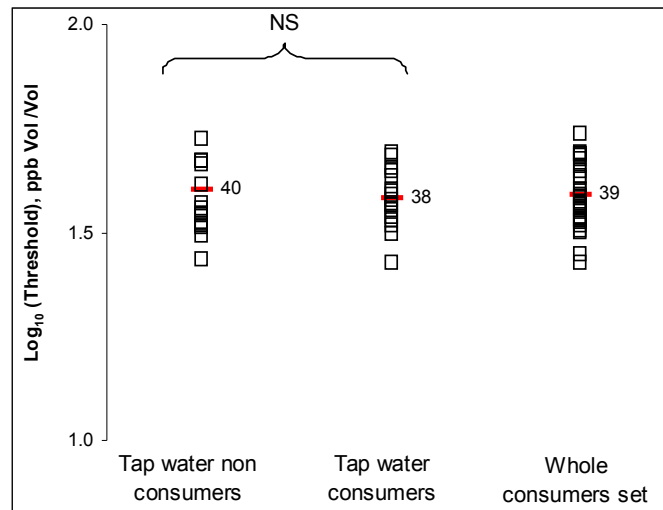 2.0
NS
Log10 (Threshold), ppb Vol /Vol
40
38
39
1.5
1.0
Tap water non
consumers
Tap water
consumers
Whole
consumers set